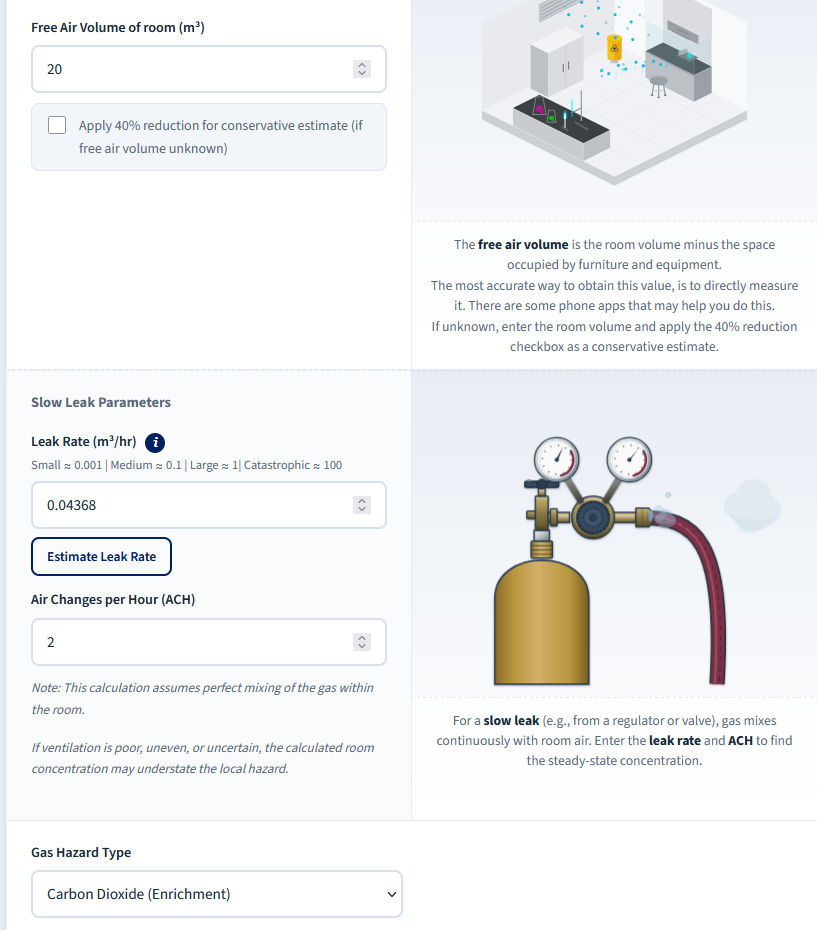 Free Air Volume of room (m³)
20
Apply 40% reduction for conservative estimate (if
free air volume unknown)
The free air volume is the room volume minus the space
occupied by furniture and equipment.
The most accurate way to obtain this value, is to directly measure
it. There are some phone apps that may help you do this.
If unknown, enter the room volume and apply the 40% reduction
checkbox as a conservative estimate.
Slow Leak Parameters
Leak Rate (m³/hr) i
Small ≈ 0.001 | Medium ≈ 0.1 | Large ≈ 1| Catastrophic ≈ 100
0.04368
Estimate Leak Rate
Air Changes per Hour (ACH)
2
Note: This calculation assumes perfect mixing of the gas within
the room.
If ventilation is poor, uneven, or uncertain, the calculated room
concentration may understate the local hazard.
For a slow leak (e.g., from a regulator or valve), gas mixes
continuously with room air. Enter the leak rate and ACH to find
the steady-state concentration.
Gas Hazard Type
Carbon Dioxide (Enrichment)